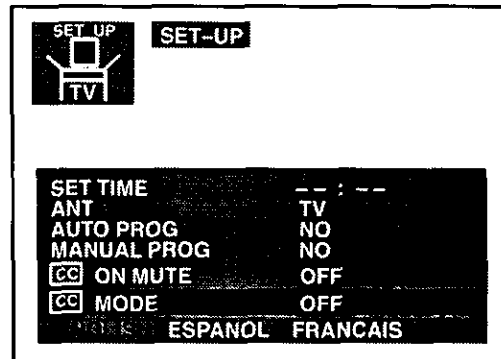 SET UP
SET-UP
TV
SET TIME -- : --
ANT TV
AUTO PROG NO
MANUAL PROG NO
CC ON MUTE OFF
CC MODE OFF
ESPANOL FRANCAIS